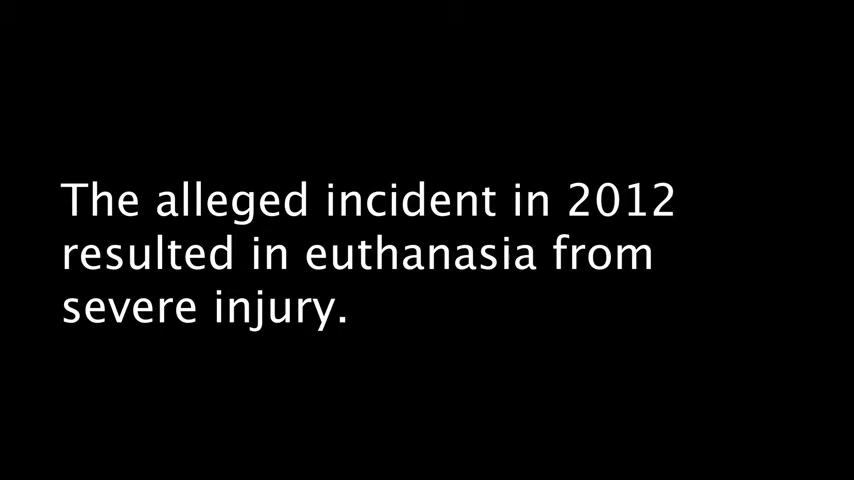 The alleged incident in 2012
resulted in euthanasia from
severe injury.